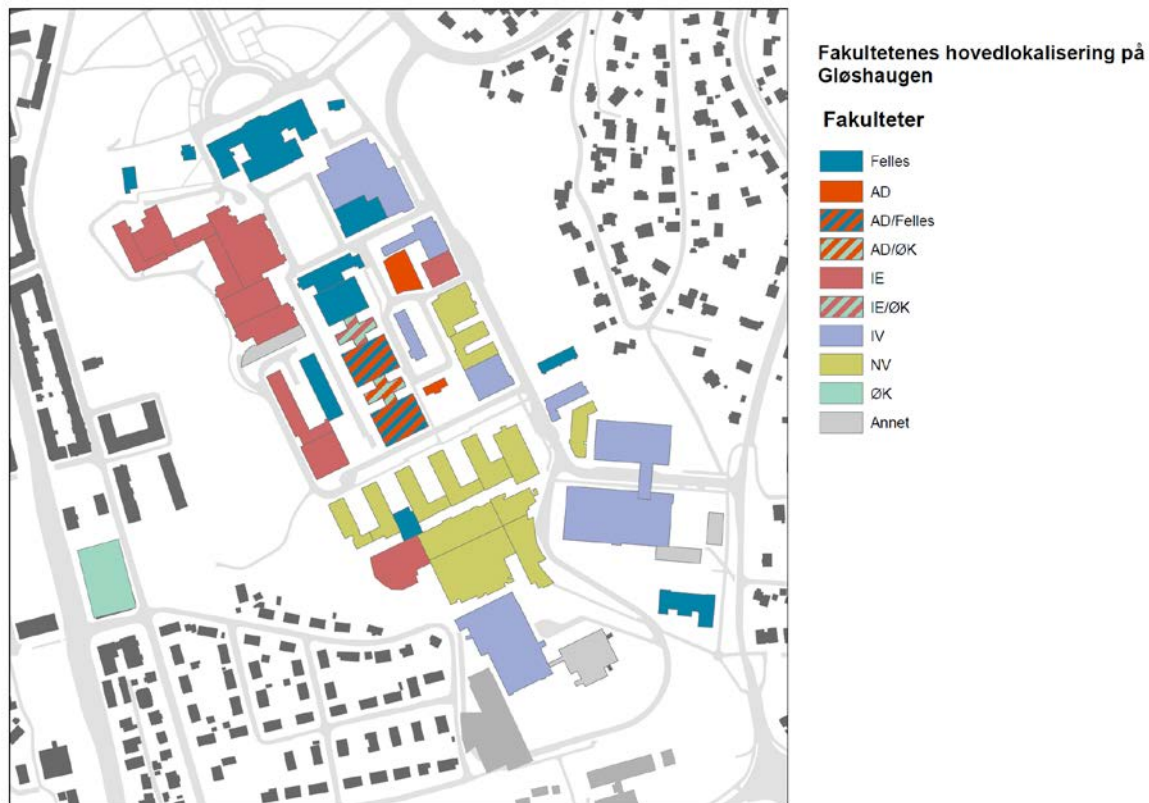 Fakultetenes hovedlokalisering på
Gløshaugen
Fakulteter
Felles
AD
AD/Felles
AD/ØK
IE
IE/ØK
IV
NV
ØK
Annet